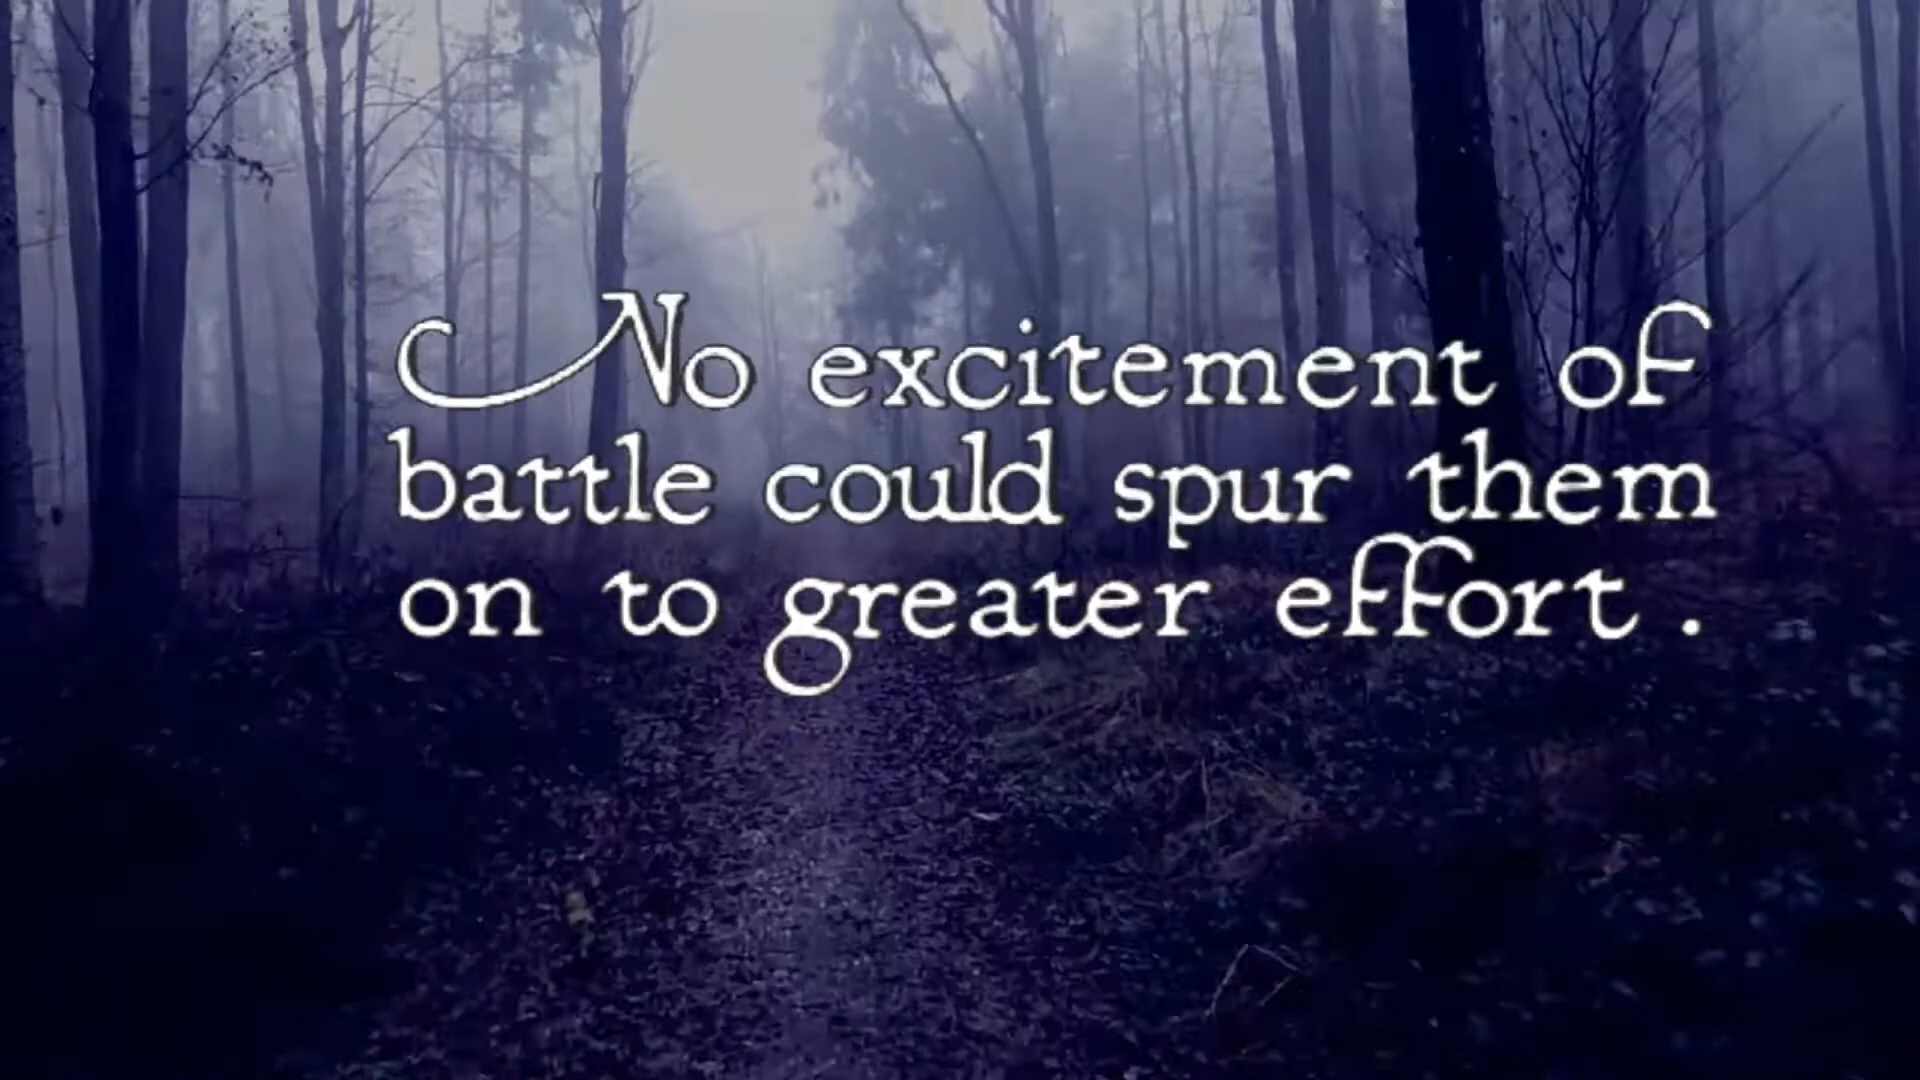 No excitement of
battle could spur them
on to greater effort.